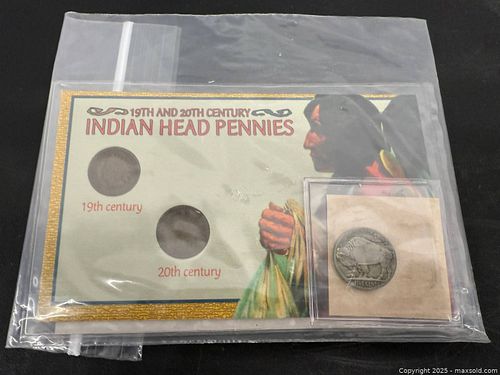 19TH AND 20TH CENTURY
INDIAN HEAD PENNIES
19th century
20th century
Copyright © 2025 - maxsold.com